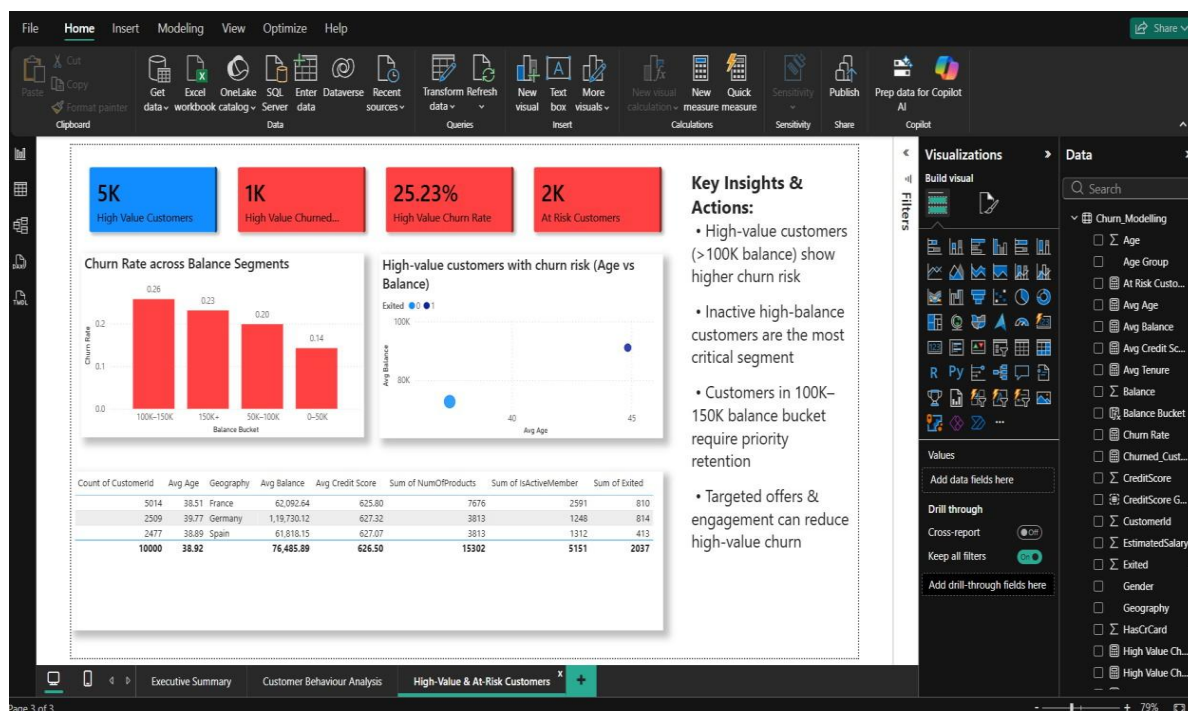 File Home Insert Modeling View Optimize Help Share
Paste
Cut
Copy
Format painter
Clipboard
Get data
Excel workbook
OneLake catalog
SQL Server
Enter data
Dataverse
Recent sources
Data
Transform data
Refresh
Queries
New visual
Text box
More visuals
Insert
New visual calculation
New measure
Quick measure
Calculations
Sensitivity
Sensitivity
Publish
Share
Prep data for AI
Copilot
Copilot
5K
High Value Customers
1K
High Value Churned...
25.23%
High Value Churn Rate
2K
At Risk Customers
Churn Rate across Balance Segments
Churn Rate
0.2
0.1
0.0
0.26
0.23
0.20
0.14
100K–150K 150K+ 50K–100K 0–50K
Balance Bucket
High-value customers with churn risk (Age vs
Balance)
Exited 0 1
Avg Balance
100K
80K
40 45
Avg Age
Count of CustomerId Avg Age Geography Avg Balance Avg Credit Score Sum of NumOfProducts Sum of IsActiveMember Sum of Exited
5014 38.51 France 62,092.64 625.80 7676 2591 810
2509 39.77 Germany 1,19,730.12 627.32 3813 1248 814
2477 38.89 Spain 61,818.15 627.07 3813 1312 413
10000 38.92 76,485.89 626.50 15302 5151 2037
Key Insights &
Actions:
• High-value customers
(>100K balance) show
higher churn risk
• Inactive high-balance
customers are the most
critical segment
• Customers in 100K–
150K balance bucket
require priority
retention
• Targeted offers &
engagement can reduce
high-value churn
Filters
Visualizations
Build visual
R Py
Values
Add data fields here
Drill through
Cross-report Off
Keep all filters On
Add drill-through fields here
Data
Search
Churn_Modelling
Age
Age Group
At Risk Custo...
Avg Age
Avg Balance
Avg Credit Sc...
Avg Tenure
Balance
Balance Bucket
Churn Rate
Churned_Cust...
CreditScore
CreditScore G...
CustomerId
EstimatedSalary
Exited
Gender
Geography
HasCrCard
High Value Ch...
High Value Ch...
Executive Summary
Customer Behaviour Analysis
High-Value & At-Risk Customers x
+
Page 3 of 3
- + 79%